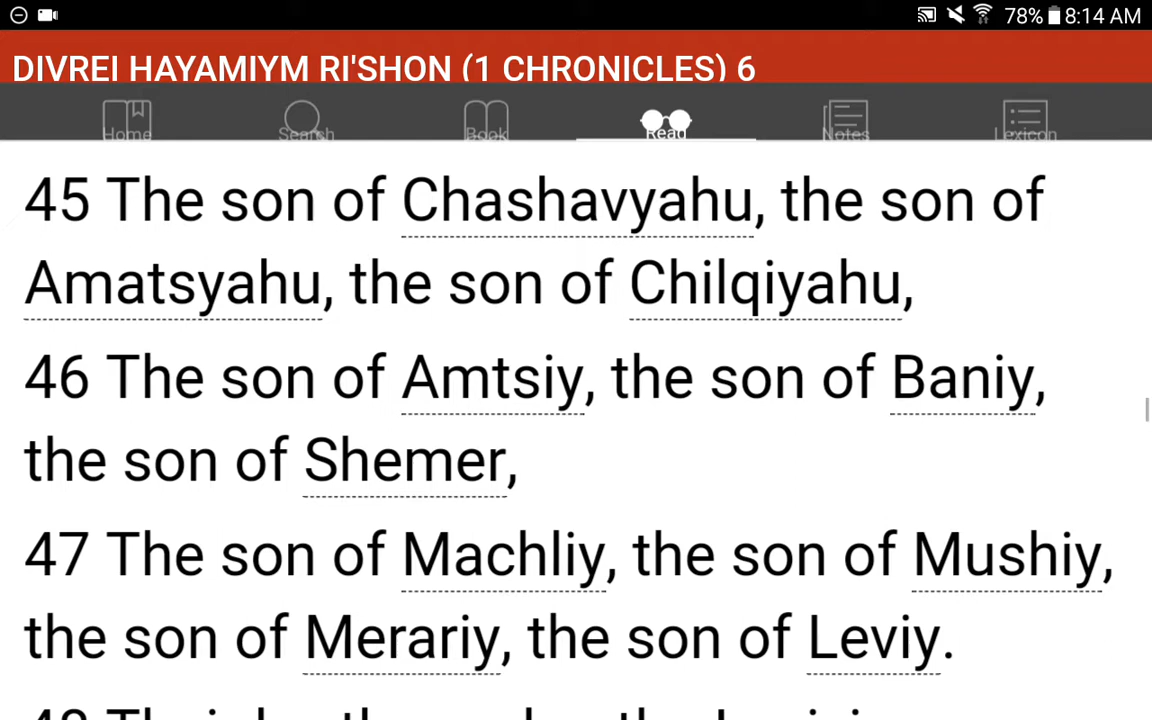 78% 8:14 AM
DIVREI HAYAMIYM RI'SHON (1 CHRONICLES) 6
Home Search Book Read Notes Lexicon
45 The son of Chashavyahu, the son of
Amatsyahu, the son of Chilqiyahu,
46 The son of Amtsiy, the son of Baniy,
the son of Shemer,
47 The son of Machliy, the son of Mushiy,
the son of Merariy, the son of Leviy.